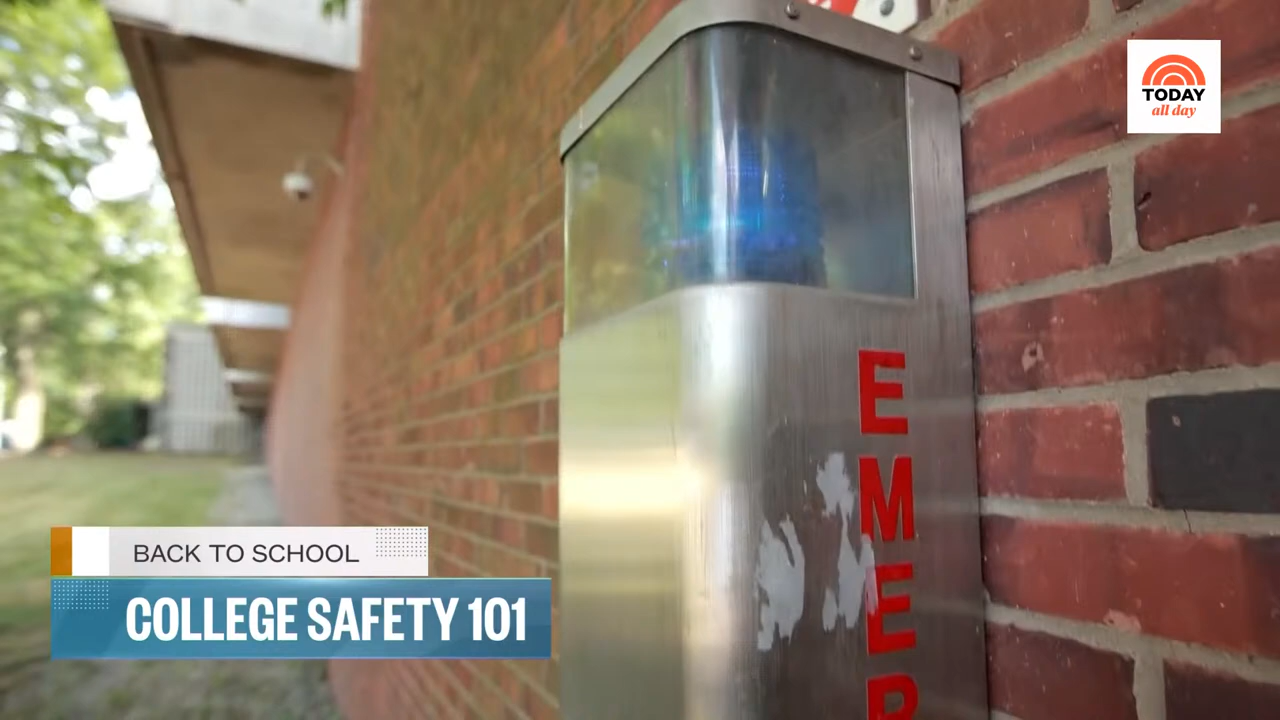 TODAY
all day
EMER
BACK TO SCHOOL
COLLEGE SAFETY 101